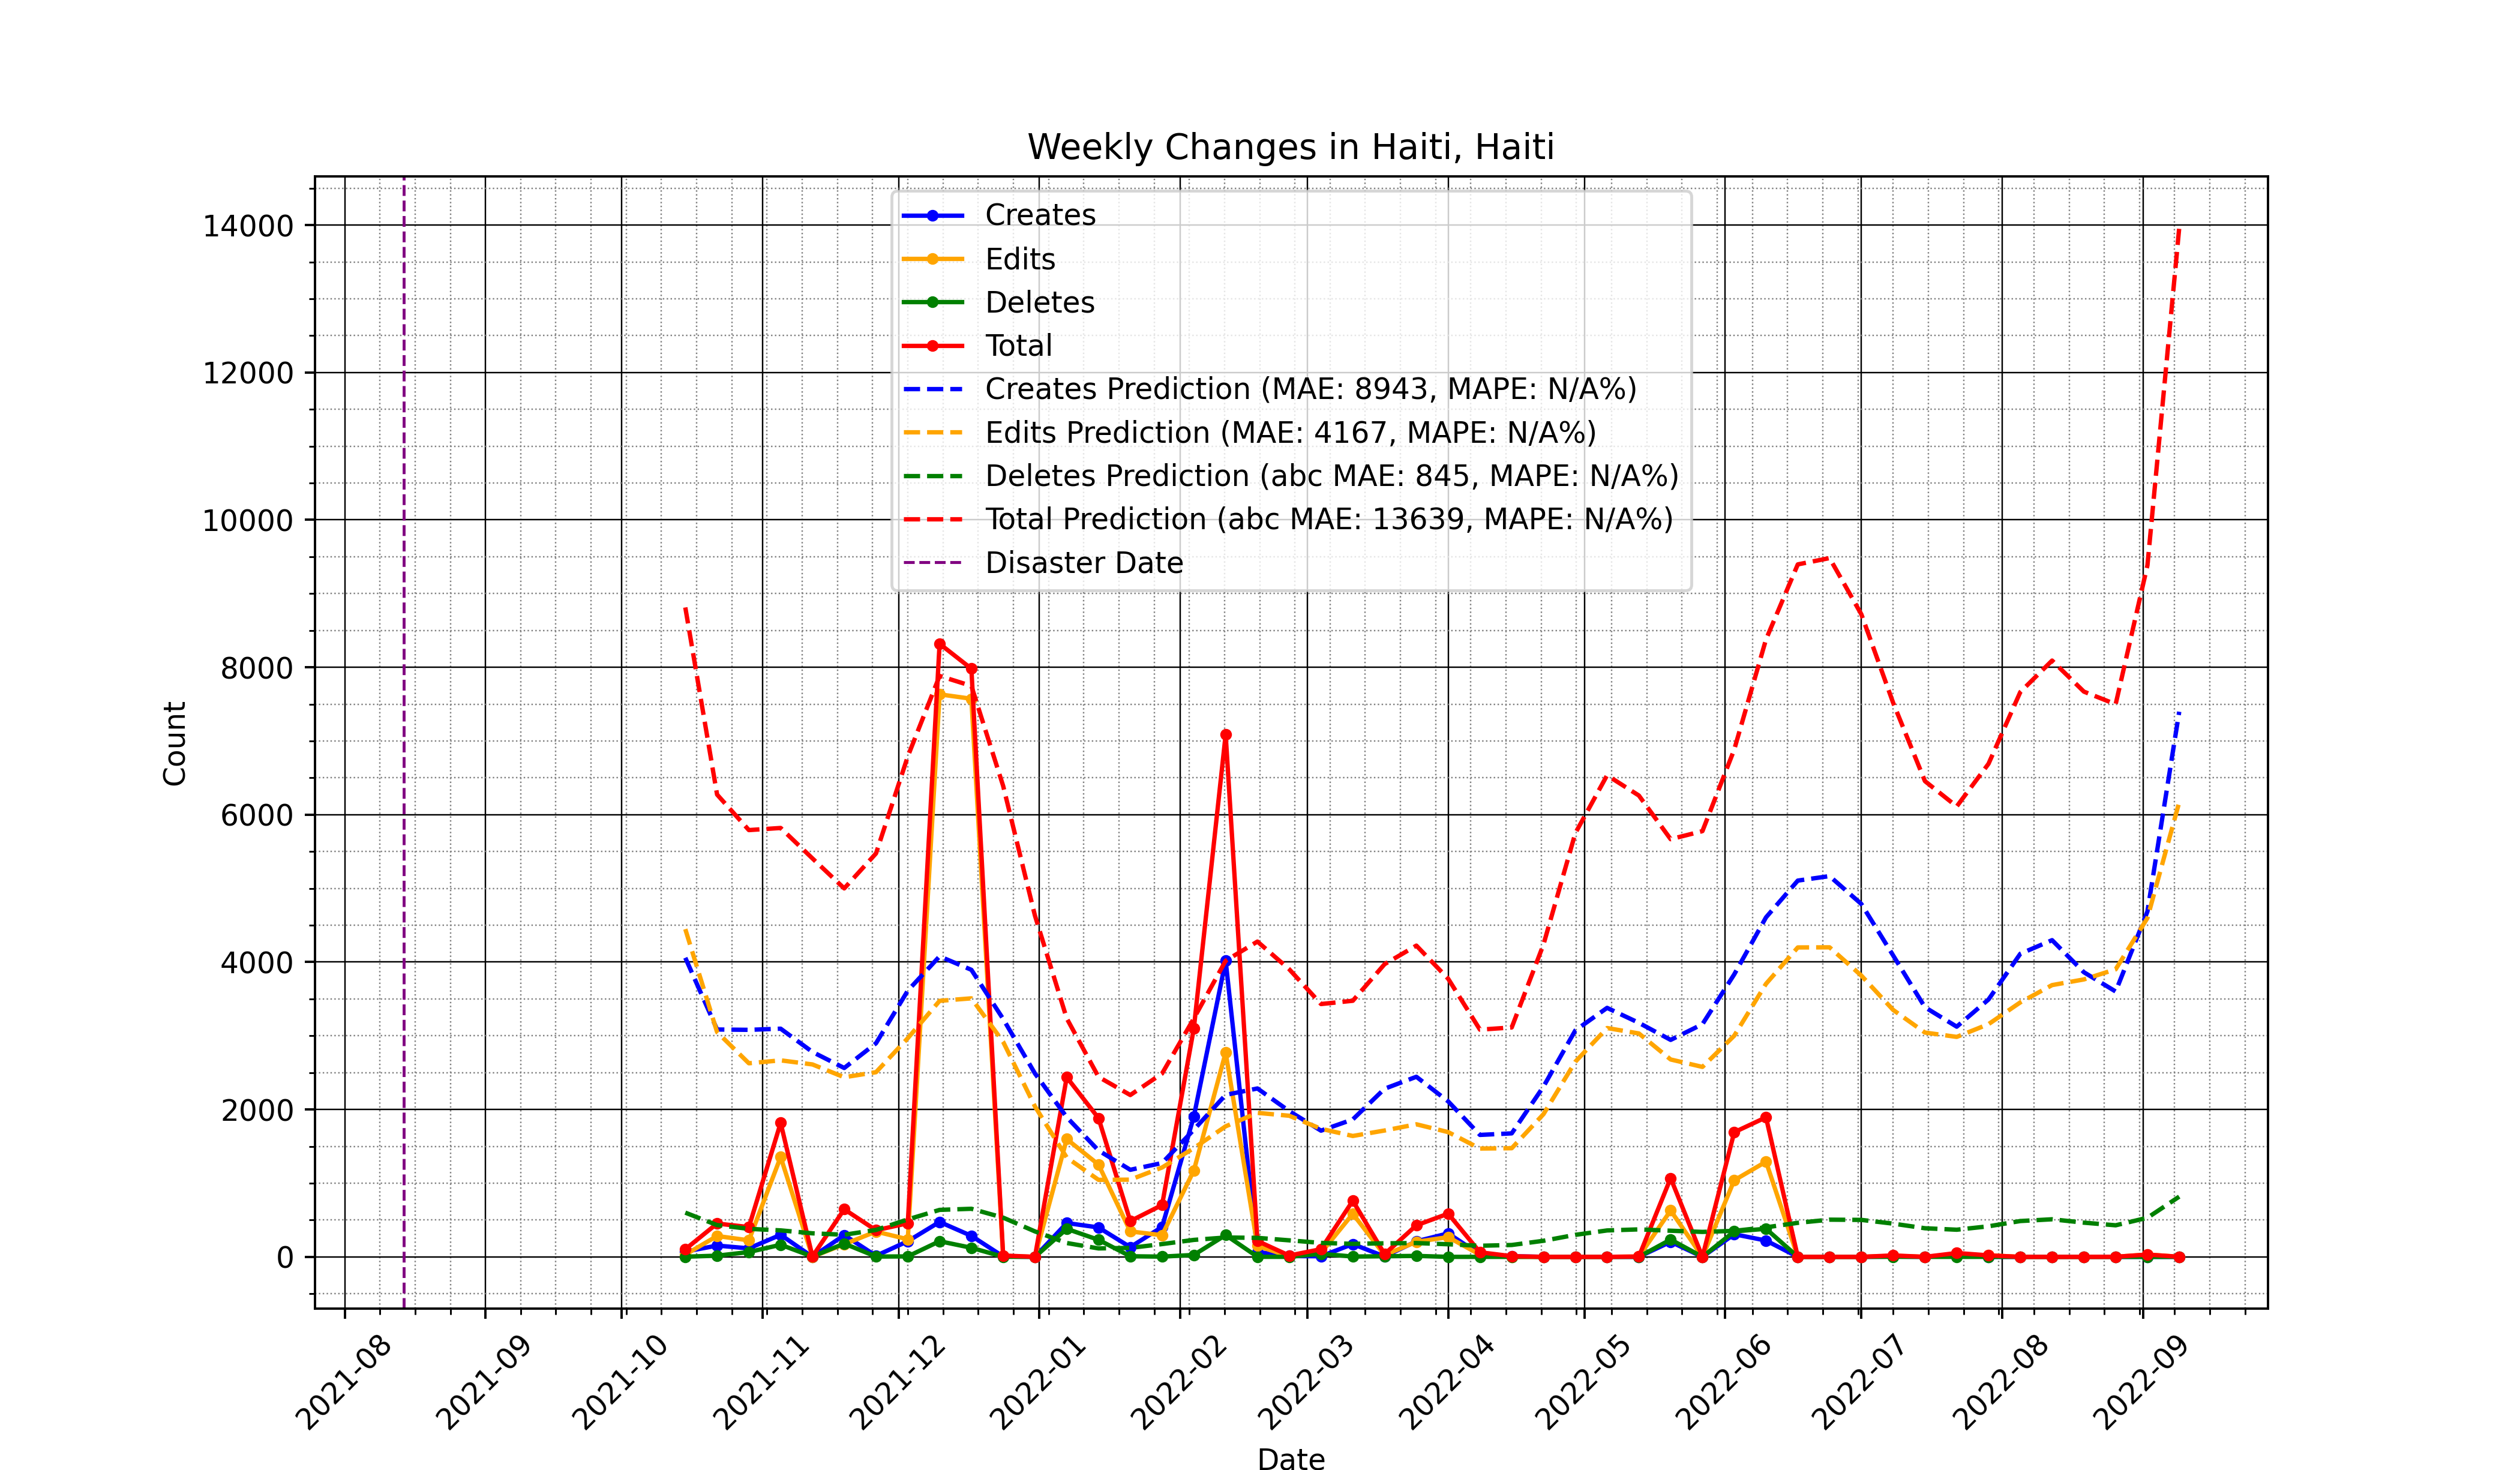 Weekly Changes in Haiti, Haiti
Creates
Edits
Deletes
Total
Creates Prediction (MAE: 8943, MAPE: N/A%)
Edits Prediction (MAE: 4167, MAPE: N/A%)
Deletes Prediction (abc MAE: 845, MAPE: N/A%)
Total Prediction (abc MAE: 13639, MAPE: N/A%)
Disaster Date
Count
14000
12000
10000
8000
6000
4000
2000
0
2021-08
2021-09
2021-10
2021-11
2021-12
2022-01
2022-02
2022-03
2022-04
2022-05
2022-06
2022-07
2022-08
2022-09
Date